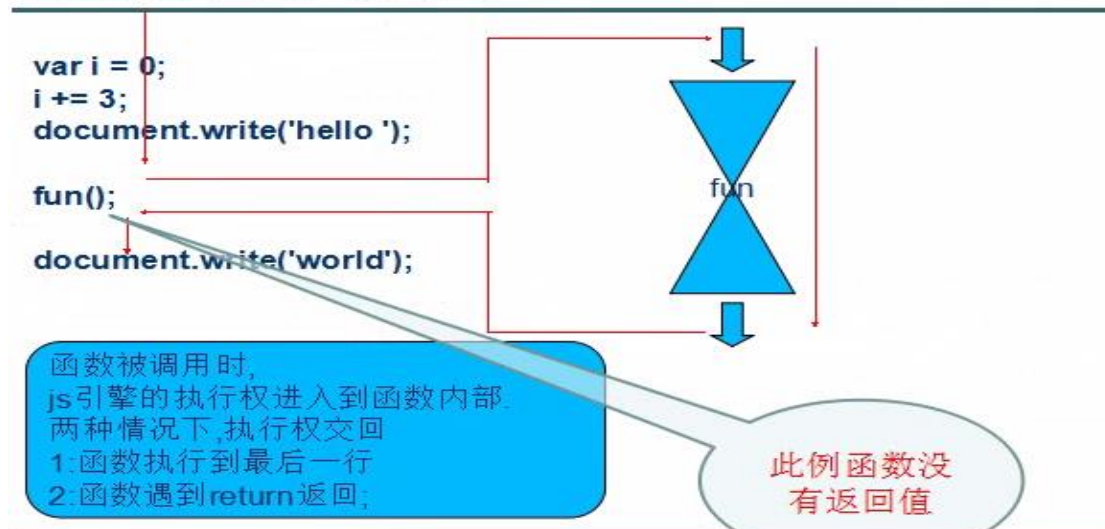 var i = 0;
i += 3;
document.write('hello ');
fun();
document.write('world');
fun
函数被调用时,
js引擎的执行权进入到函数内部.
两种情况下,执行权交回
1:函数执行到最后一行
2:函数遇到return返回;
此例函数没
有返回值